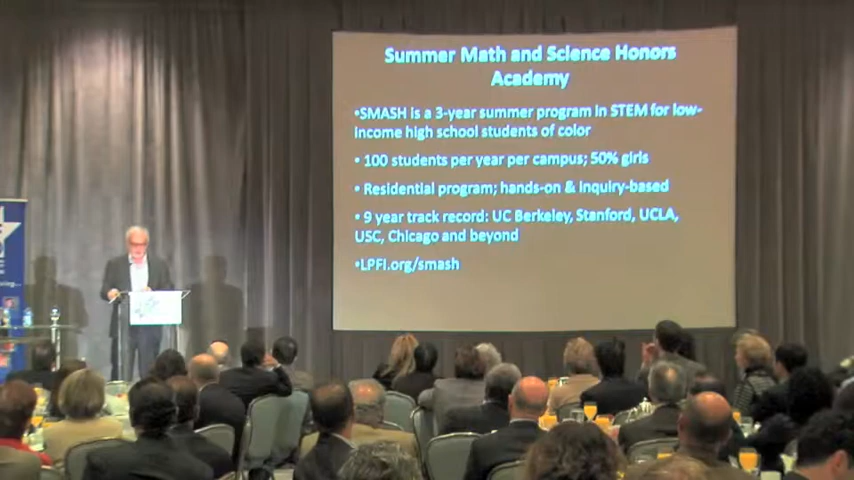 Summer Math and Science Honors
Academy
•SMASH is a 3-year summer program in STEM for low-
income high school students of color
• 100 students per year per campus; 50% girls
• Residential program; hands-on & inquiry-based
• 9 year track record: UC Berkeley, Stanford, UCLA,
USC, Chicago and beyond
•LPFI.org/smash